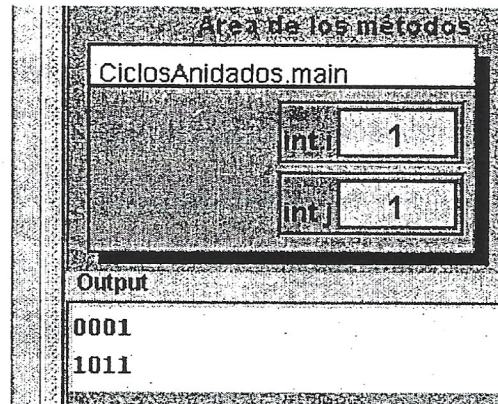 Área de los métodos
CiclosAnidados.main
int i 1
int j 1
Output
0001
1011